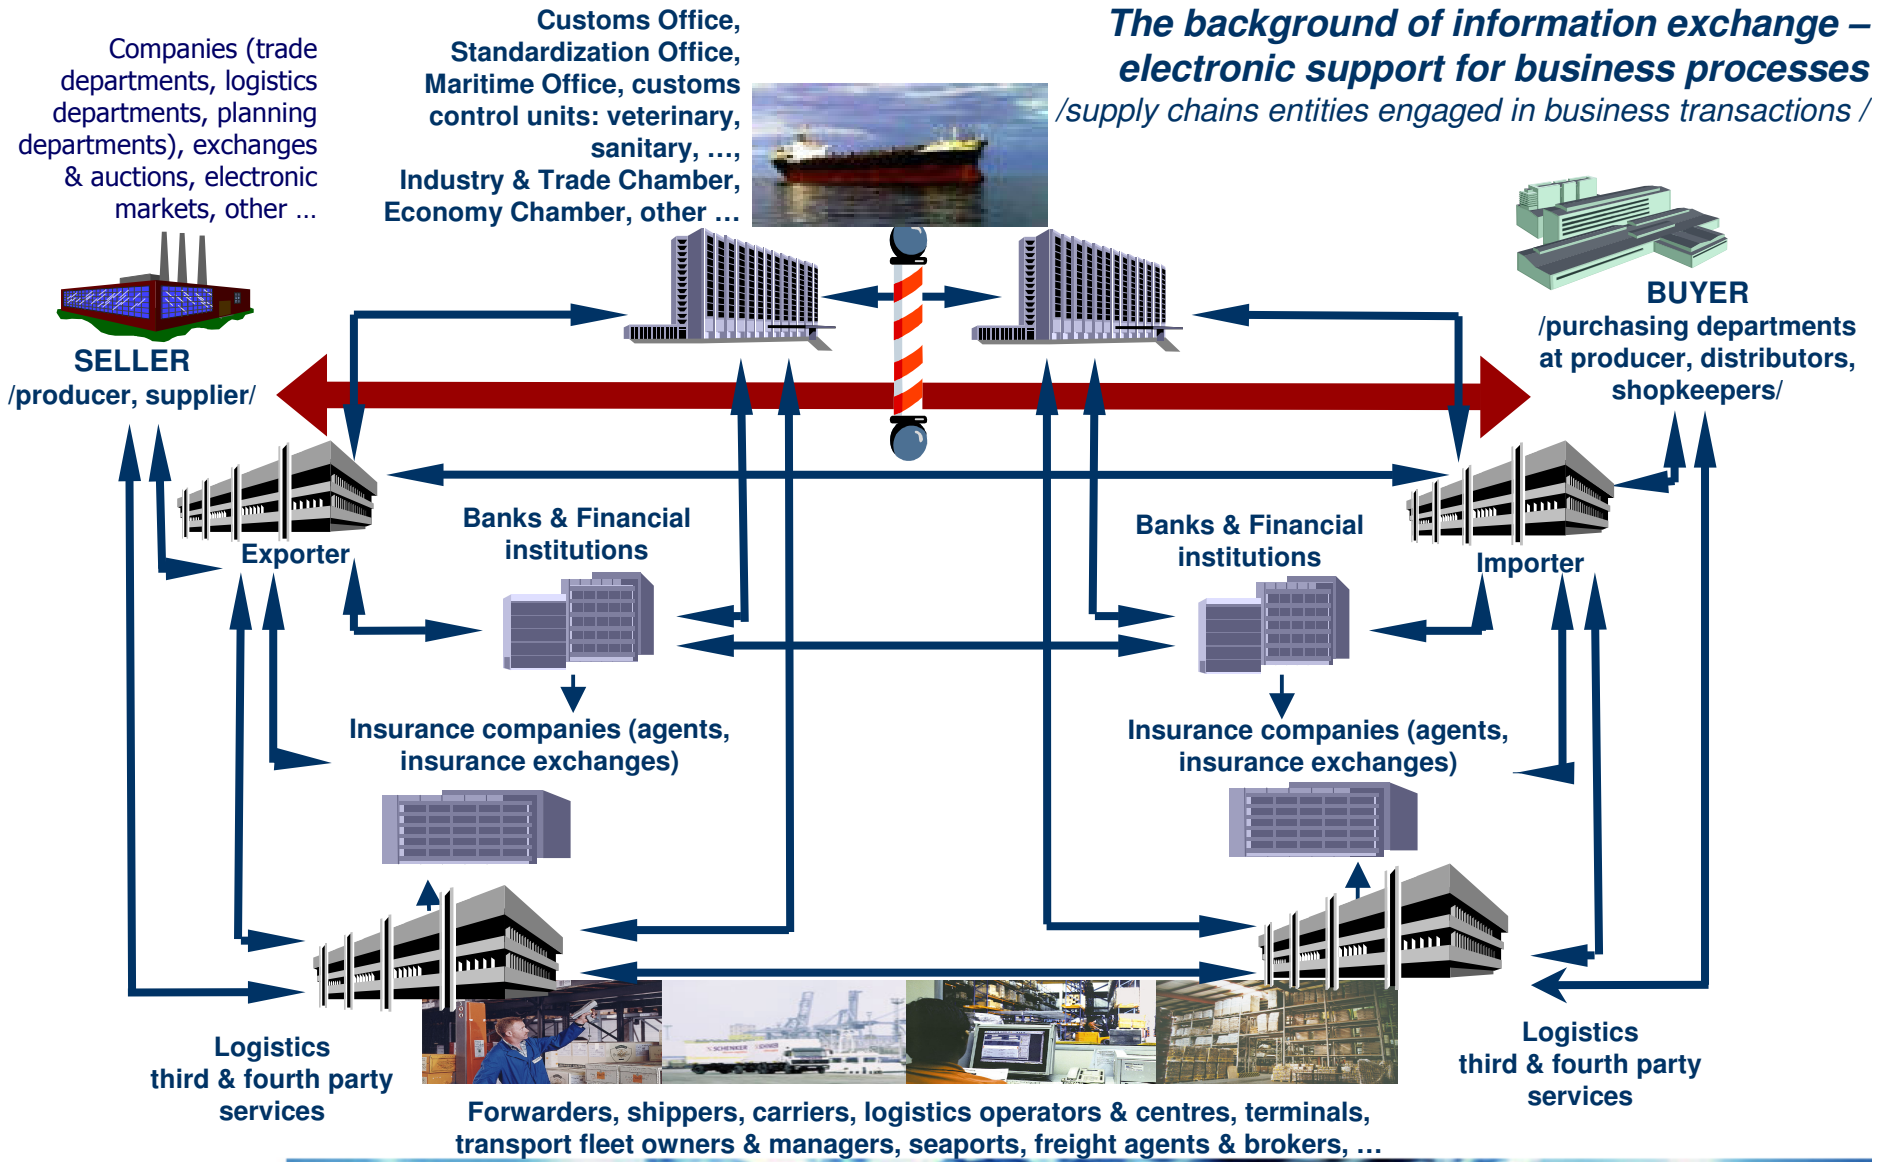 The background of information exchange –
electronic support for business processes
/supply chains entities engaged in business transactions /
Companies (trade
departments, logistics
departments, planning
departments), exchanges
& auctions, electronic
markets, other ...
Customs Office,
Standardization Office,
Maritime Office, customs
control units: veterinary,
sanitary, …,
Industry & Trade Chamber,
Economy Chamber, other …
SELLER
/producer, supplier/
BUYER
/purchasing departments
at producer, distributors,
shopkeepers/
Exporter
Banks & Financial
institutions
Banks & Financial
institutions
Importer
Insurance companies (agents,
insurance exchanges)
Insurance companies (agents,
insurance exchanges)
SCHENKER
Logistics
third & fourth party
services
Logistics
third & fourth party
services
Forwarders, shippers, carriers, logistics operators & centres, terminals,
transport fleet owners & managers, seaports, freight agents & brokers, …